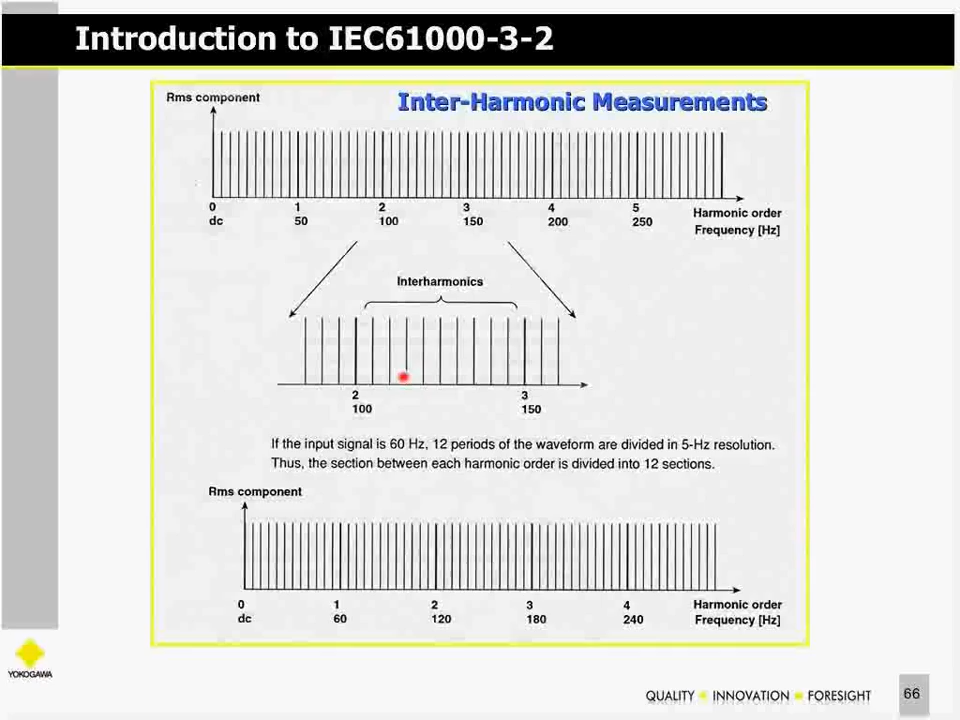 Introduction to IEC61000-3-2
Rms component
Inter-Harmonic Measurements
0 1 2 3 4 5 Harmonic order
dc 50 100 150 200 250 Frequency [Hz]
Interharmonics
2 3
100 150
If the input signal is 60 Hz, 12 periods of the waveform are divided in 5-Hz resolution.
Thus, the section between each harmonic order is divided into 12 sections.
Rms component
0 1 2 3 4 Harmonic order
dc 60 120 180 240 Frequency [Hz]
YOKOGAWA
QUALITY INNOVATION FORESIGHT 66